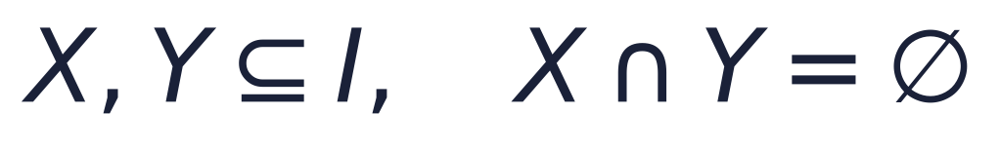 X, Y ⊆ I, X ∩ Y = ∅